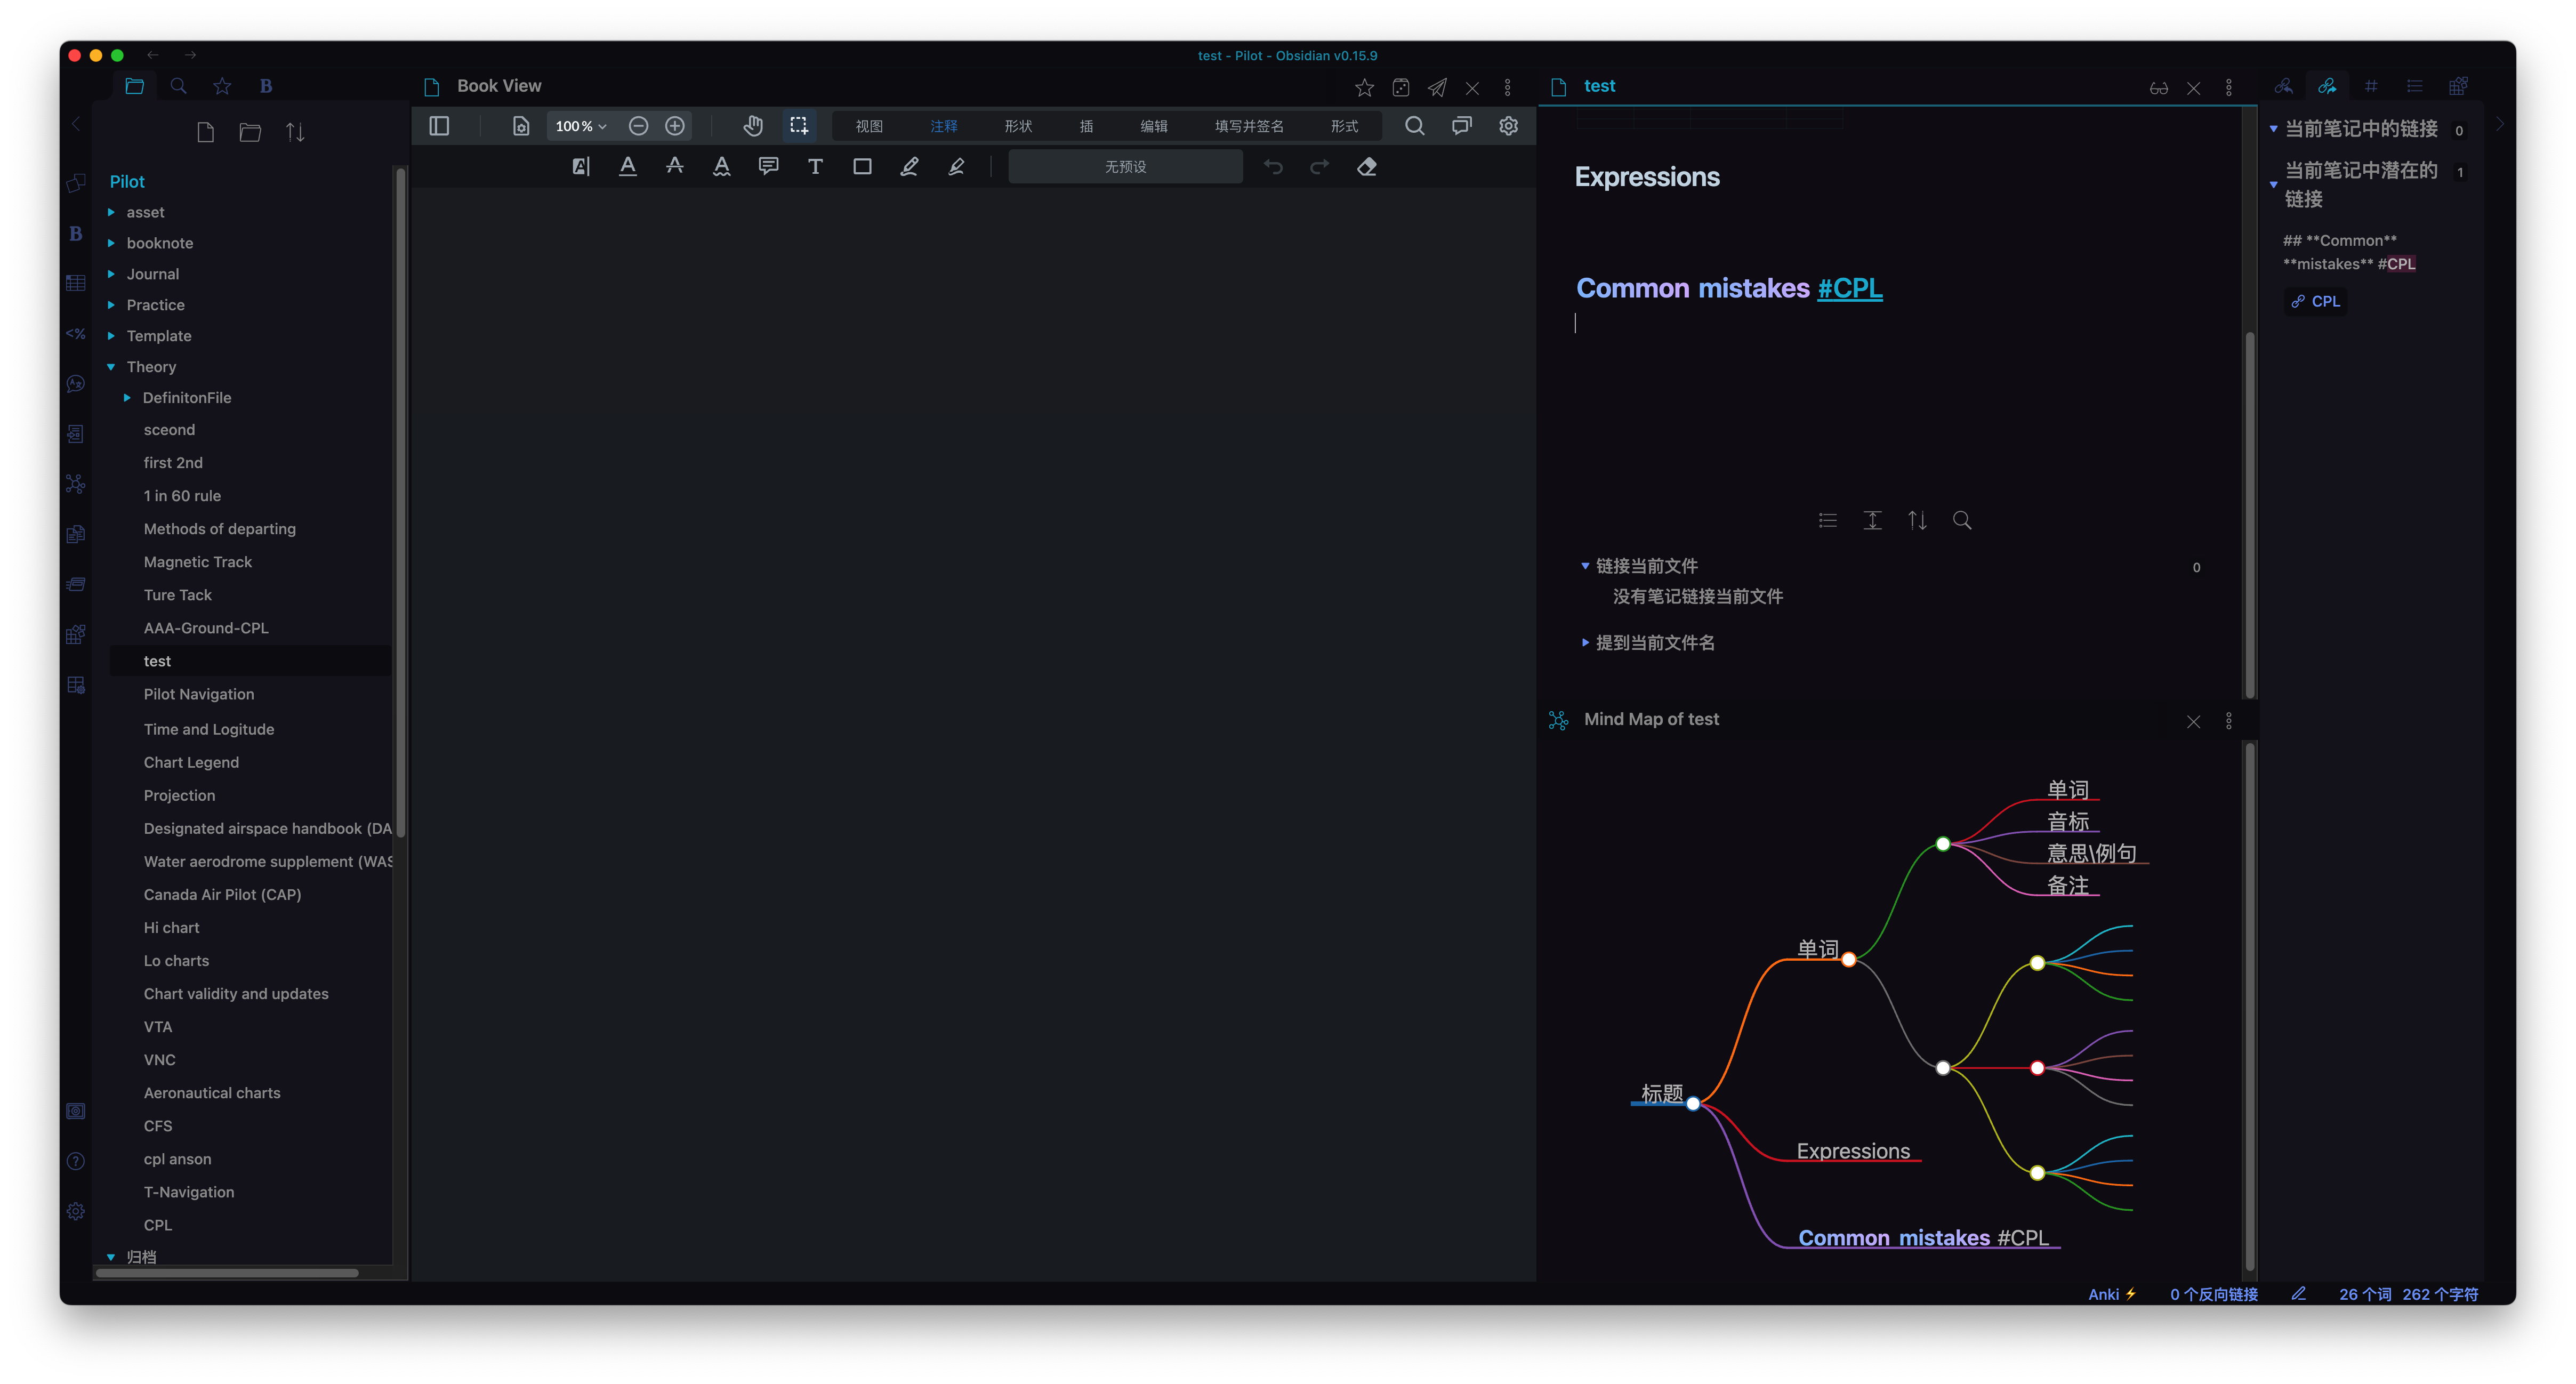 test - Pilot - Obsidian v0.15.9
Book View
100%
视图
注释
形状
插
编辑
填写并签名
形式
无预设
Pilot
asset
booknote
Journal
Practice
Template
Theory
DefinitonFile
sceond
first 2nd
1 in 60 rule
Methods of departing
Magnetic Track
Ture Tack
AAA-Ground-CPL
test
Pilot Navigation
Time and Logitude
Chart Legend
Projection
Designated airspace handbook (DA
Water aerodrome supplement (WAS
Canada Air Pilot (CAP)
Hi chart
Lo charts
Chart validity and updates
VTA
VNC
Aeronautical charts
CFS
cpl anson
T-Navigation
CPL
归档
test
Expressions
Common mistakes #CPL
链接当前文件
0
没有笔记链接当前文件
提到当前文件名
Mind Map of test
单词
音标
意思\例句
备注
单词
标题
Expressions
Common mistakes #CPL
当前笔记中的链接
0
当前笔记中潜在的
链接
1
## **Common**
**mistakes** #CPL
CPL
Anki⚡
0 个反向链接
26 个词
262 个字符